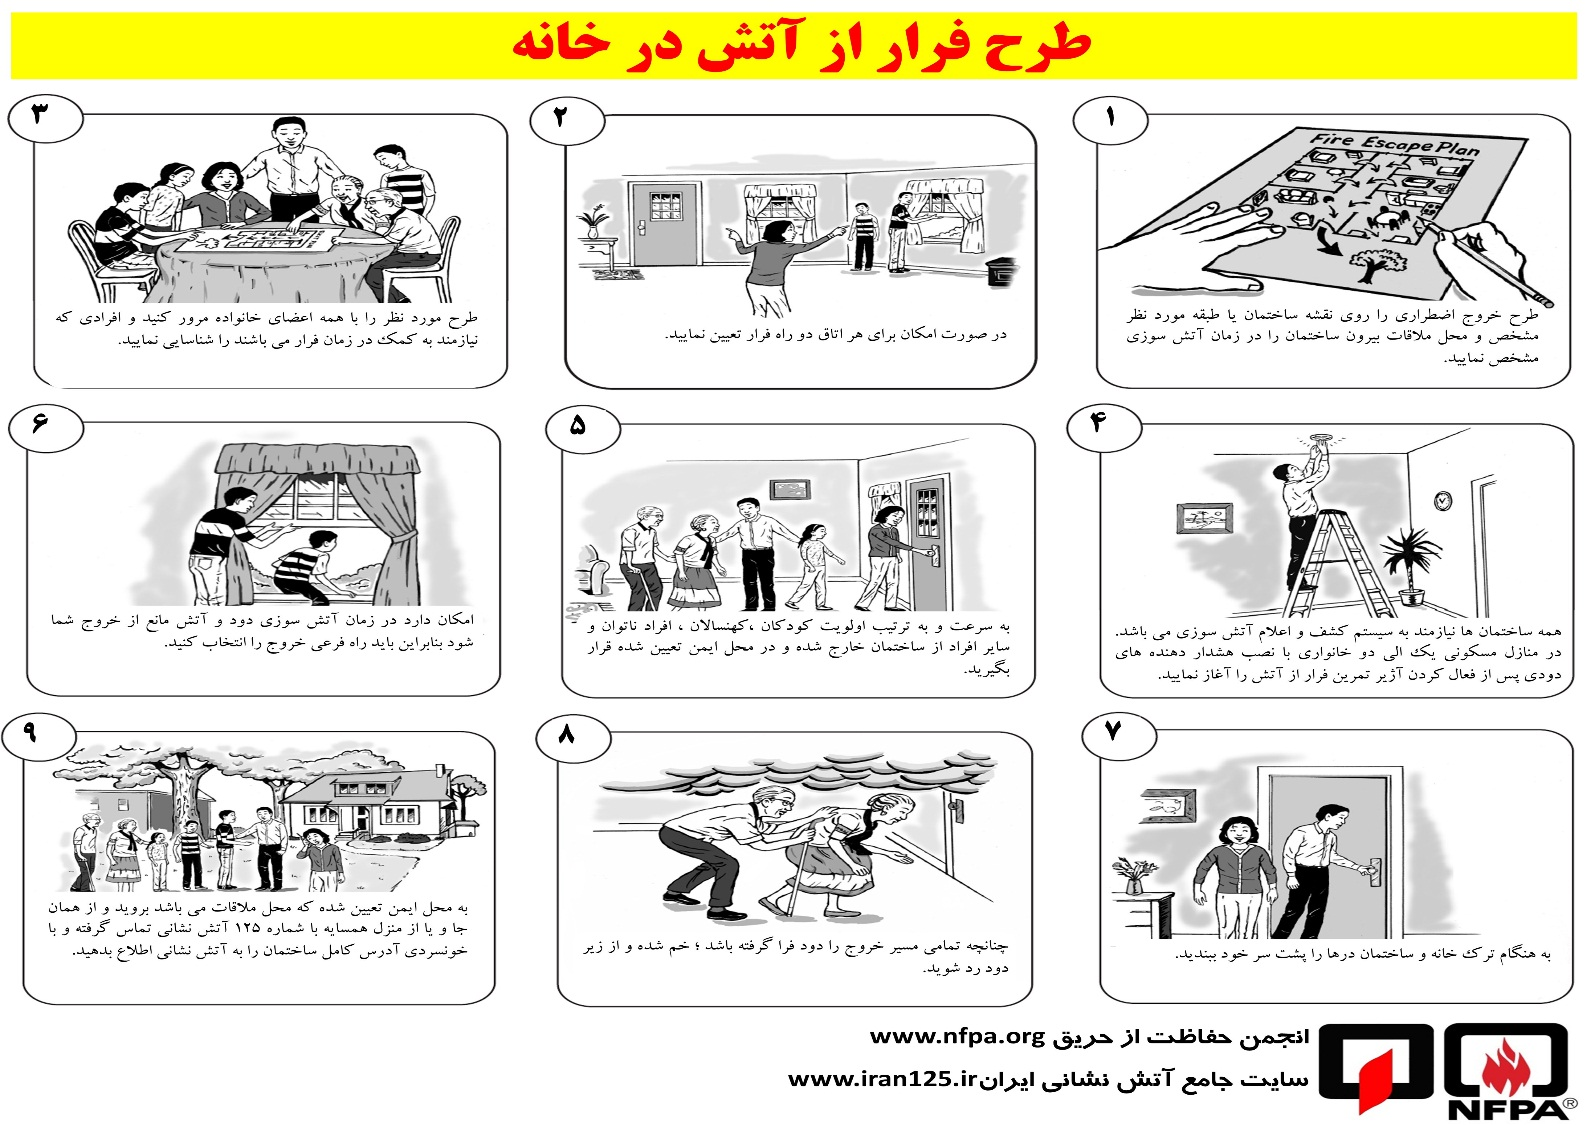 طرح فرار از آتش در خانه
۱
Fire Escape Plan
طرح خروج اضطراری را روی نقشه ساختمان یا طبقه مورد نظر
مشخص و محل ملاقات بیرون ساختمان را در زمان آتش سوزی
مشخص نمایید.
۲
در صورت امکان برای هر اتاق دو راه فرار تعیین نمایید.
۳
طرح مورد نظر را با همه اعضای خانواده مرور کنید و افرادی که
نیازمند به کمک در زمان فرار می باشند را شناسایی نمایید.
۴
همه ساختمان ها نیازمند به سیستم کشف و اعلام آتش سوزی می باشد.
در منازل مسکونی یک الی دو خانواری با نصب هشدار دهنده های
دودی پس از فعال کردن آژیر تمرین فرار از آتش را آغاز نمایید.
۵
به سرعت و به ترتیب اولویت کودکان ،کهنسالان ، افراد ناتوان و
سایر افراد از ساختمان خارج شده و در محل ایمن تعیین شده قرار
بگیرید.
۶
امکان دارد در زمان آتش سوزی دود و آتش مانع از خروج شما
شود بنابراین باید راه فرعی خروج را انتخاب کنید.
۷
به هنگام ترک خانه و ساختمان درها را پشت سر خود ببندید.
۸
چنانچه تمامی مسیر خروج را دود فرا گرفته باشد ؛ خم شده و از زیر
دود رد شوید.
۹
به محل ایمن تعیین شده که محل ملاقات می باشد بروید و از همان
جا و یا از منزل همسایه با شماره ۱۲۵ آتش نشانی تماس گرفته و با
خونسردی آدرس کامل ساختمان را به آتش نشانی اطلاع بدهید.
انجمن حفاظت از حریق www.nfpa.org
سایت جامع آتش نشانی ایرانwww.iran125.ir
NFPA®